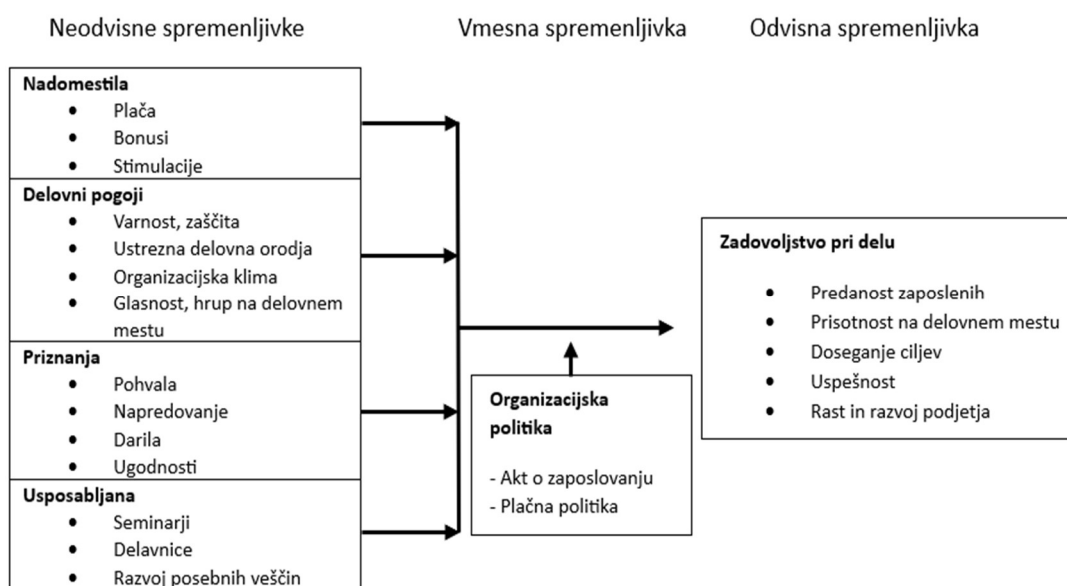 Neodvisne spremenljivke
Vmesna spremenljivka
Odvisna spremenljivka
Nadomestila
• Plača
• Bonusi
• Stimulacije
Delovni pogoji
• Varnost, zaščita
• Ustrezna delovna orodja
• Organizacijska klima
• Glasnost, hrup na delovnem
mestu
Priznanja
• Pohvala
• Napredovanje
• Darila
• Ugodnosti
Usposabljana
• Seminarji
• Delavnice
• Razvoj posebnih veščin
Organizacijska
politika
- Akt o zaposlovanju
- Plačna politika
Zadovoljstvo pri delu
• Predanost zaposlenih
• Prisotnost na delovnem mestu
• Doseganje ciljev
• Uspešnost
• Rast in razvoj podjetja